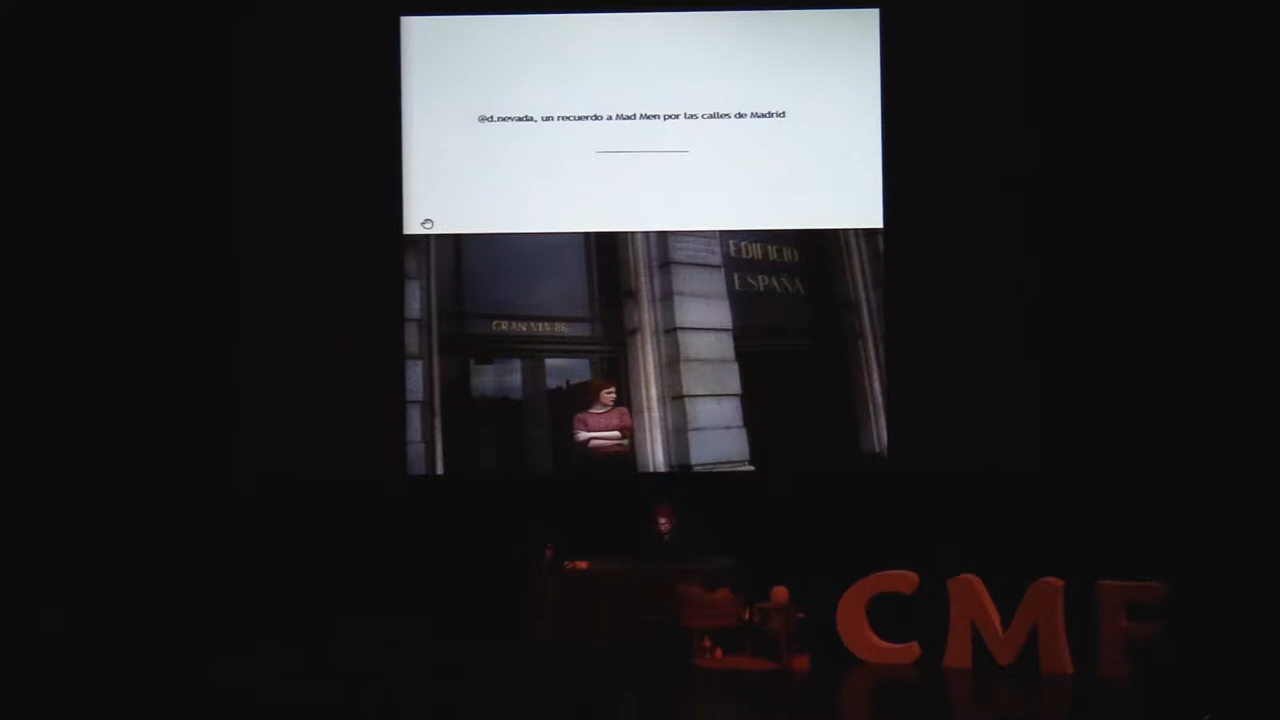 @d.nevada, un recuerdo a Mad Men por las calles de Madrid
EDIFICIO
ESPAÑA
GRAN VIA 86
CMF